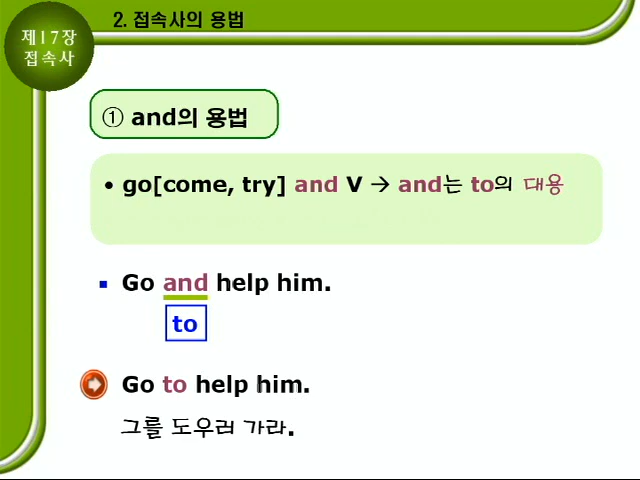 2. 접속사의 용법
제17장
접속사
① and의 용법
• go[come, try] and V → and는 to의 대용
▪ Go and help him.
to
Go to help him.
그를 도우러 가라.